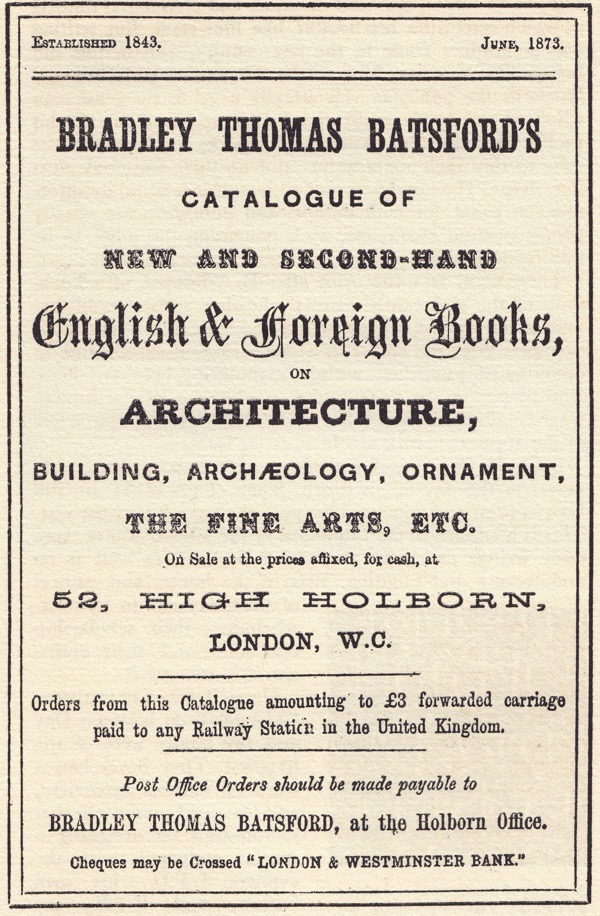 ESTABLISHED 1843. JUNE, 1873.
BRADLEY THOMAS BATSFORD'S
CATALOGUE OF
NEW AND SECOND-HAND
English & Foreign Books,
ON
ARCHITECTURE,
BUILDING, ARCHÆOLOGY, ORNAMENT,
THE FINE ARTS, ETC.
On Sale at the prices affixed, for cash, at
52, HIGH HOLBORN,
LONDON, W.C.
Orders from this Catalogue amounting to £3 forwarded carriage
paid to any Railway Station in the United Kingdom.
Post Office Orders should be made payable to
BRADLEY THOMAS BATSFORD, at the Holborn Office.
Cheques may be Crossed "LONDON & WESTMINSTER BANK."